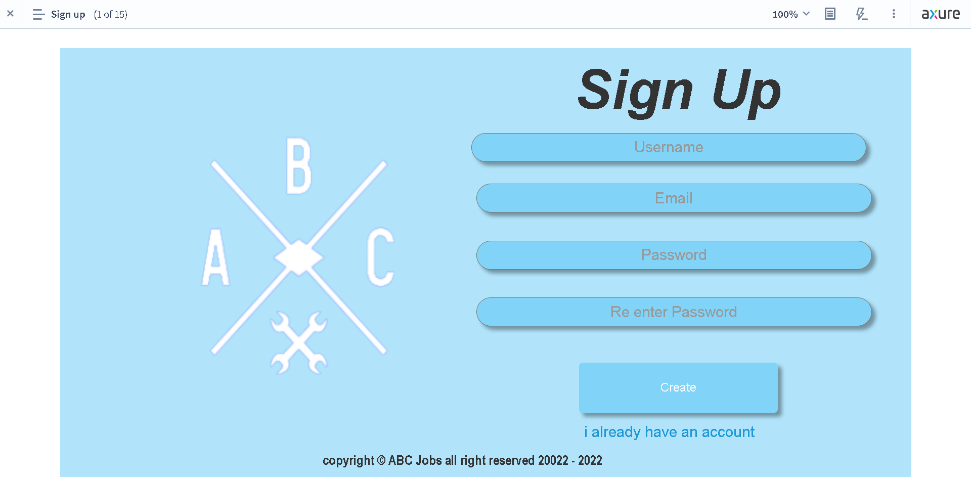 Sign up (1 of 15)
100%
axure
Sign Up
B
A
C
Username
Email
Password
Re enter Password
Create
i already have an account
copyright © ABC Jobs all right reserved 20022 - 2022